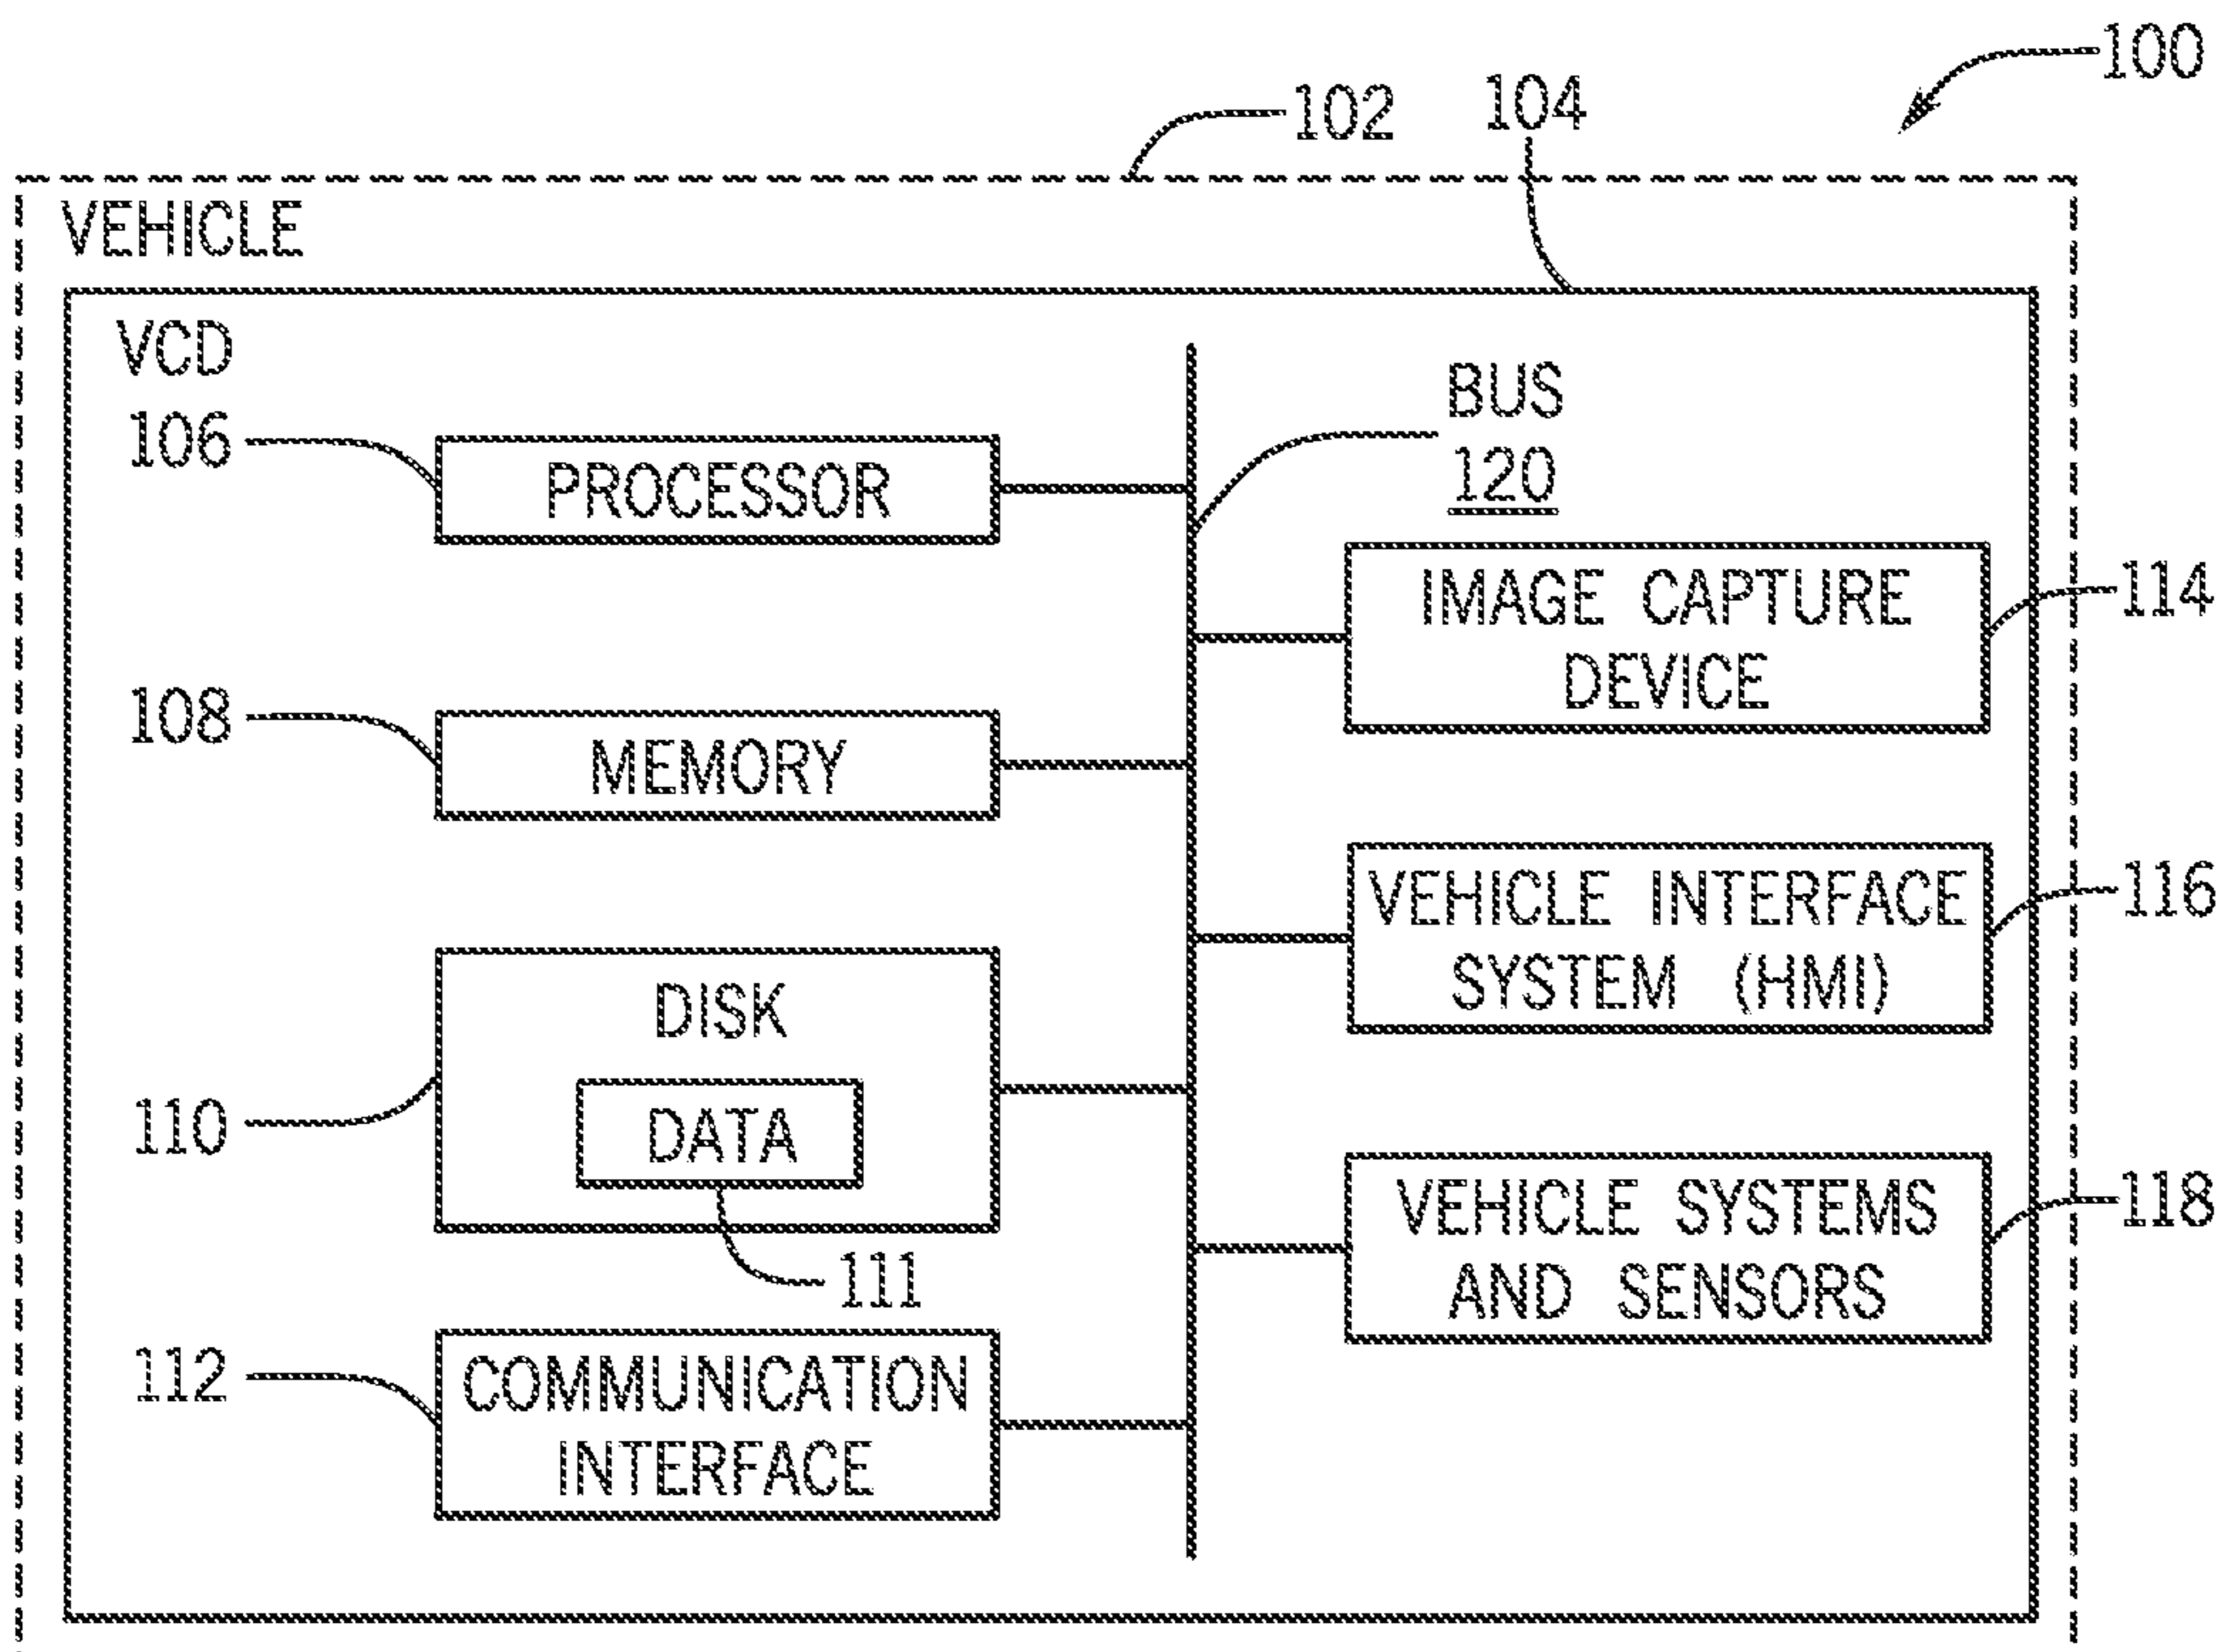 100
102
104
VEHICLE
VCD
106
PROCESSOR
BUS
120
IMAGE CAPTURE
DEVICE
114
108
MEMORY
VEHICLE INTERFACE
SYSTEM (HMI)
116
110
DISK
DATA
111
VEHICLE SYSTEMS
AND SENSORS
118
112
COMMUNICATION
INTERFACE